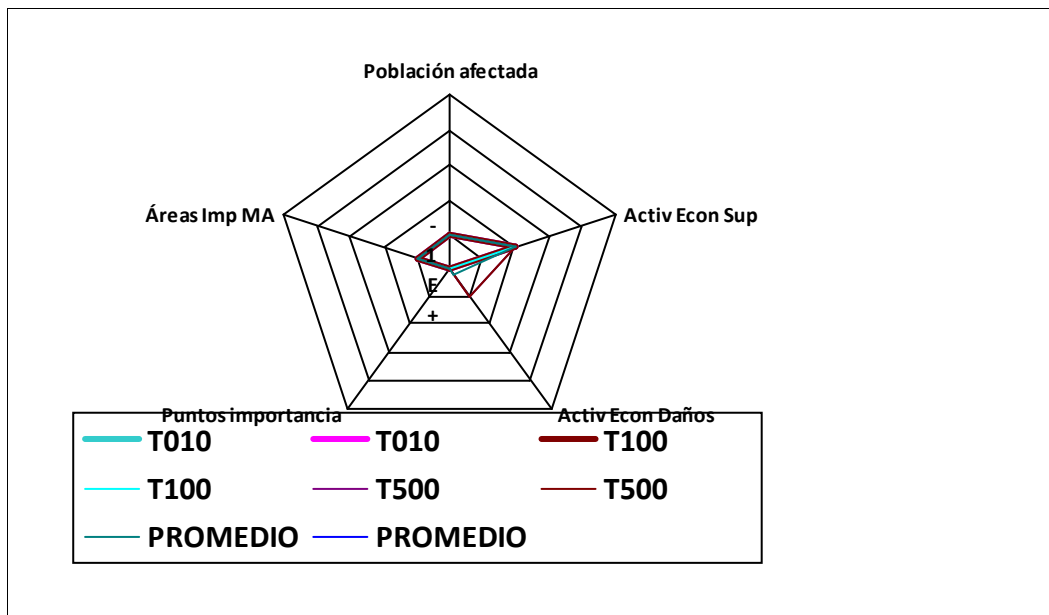 Población afectada
Áreas Imp MA
Activ Econ Sup
-
1
E
+
Puntos importancia
Activ Econ Daños
T010 T010 T100
T100 T500 T500
PROMEDIO PROMEDIO